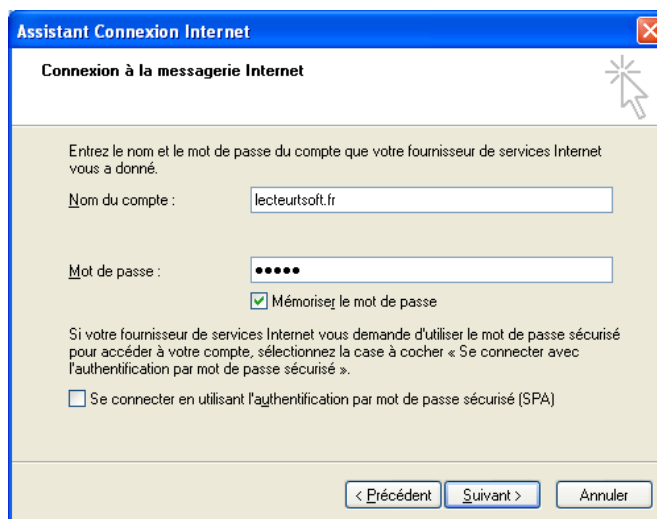 Assistant Connexion Internet
Connexion à la messagerie Internet
Entrez le nom et le mot de passe du compte que votre fournisseur de services Internet
vous a donné.
Nom du compte :
lecteurtsoft.fr
Mot de passe :
●●●●●
Mémoriser le mot de passe
Si votre fournisseur de services Internet vous demande d'utiliser le mot de passe sécurisé
pour accéder à votre compte, sélectionnez la case à cocher « Se connecter avec
l'authentification par mot de passe sécurisé ».
Se connecter en utilisant l'authentification par mot de passe sécurisé (SPA)
< Précédent
Suivant >
Annuler